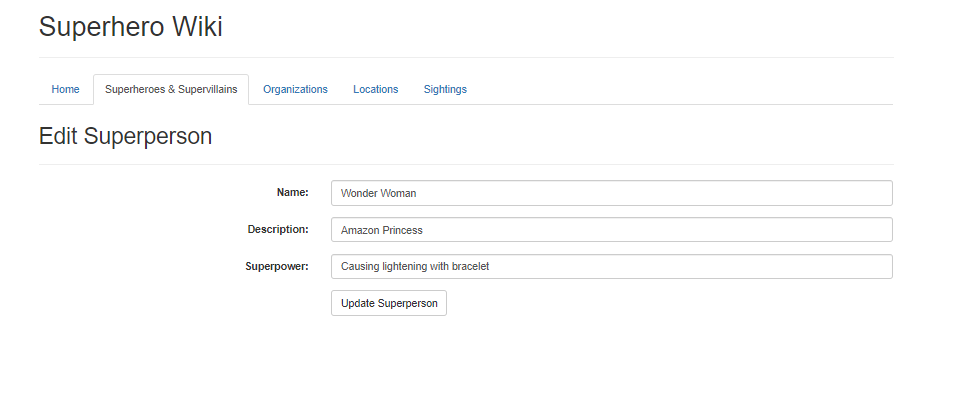 Superhero Wiki
Home Superheroes & Supervillains Organizations Locations Sightings
Edit Superperson
Name: Wonder Woman
Description: Amazon Princess
Superpower: Causing lightening with bracelet
Update Superperson